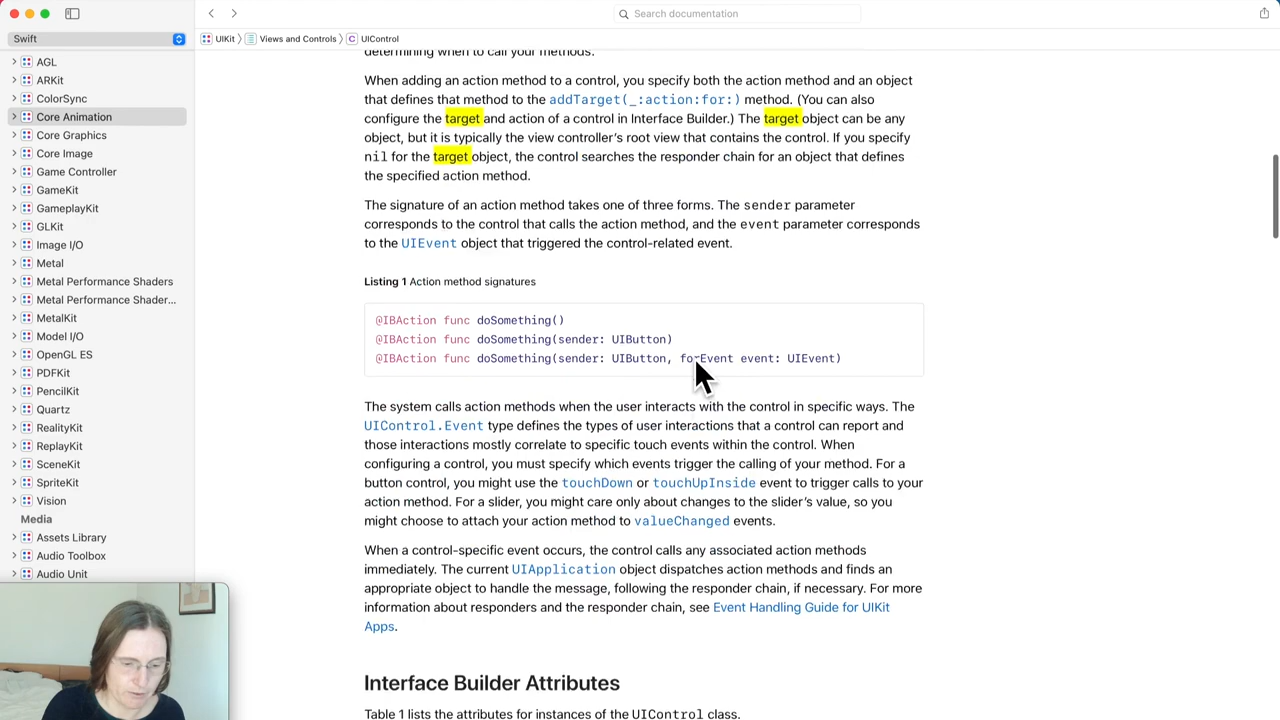 Search documentation
Swift
UIKit
Views and Controls
C UIControl
AGL
ARKit
ColorSync
Core Animation
Core Graphics
Core Image
Game Controller
GameKit
GameplayKit
GLKit
Image I/O
Metal
Metal Performance Shaders
Metal Performance Shader...
MetalKit
Model I/O
OpenGL ES
PDFKit
PencilKit
Quartz
RealityKit
ReplayKit
SceneKit
SpriteKit
Vision
Media
Assets Library
Audio Toolbox
Audio Unit
determining when to call your methods.
When adding an action method to a control, you specify both the action method and an object
that defines that method to the addTarget(_:action:for:) method. (You can also
configure the target and action of a control in Interface Builder.) The target object can be any
object, but it is typically the view controller's root view that contains the control. If you specify
nil for the target object, the control searches the responder chain for an object that defines
the specified action method.
The signature of an action method takes one of three forms. The sender parameter
corresponds to the control that calls the action method, and the event parameter corresponds
to the UIEvent object that triggered the control-related event.
Listing 1 Action method signatures
@IBAction func doSomething()
@IBAction func doSomething(sender: UIButton)
@IBAction func doSomething(sender: UIButton, forEvent event: UIEvent)
The system calls action methods when the user interacts with the control in specific ways. The
UIControl.Event type defines the types of user interactions that a control can report and
those interactions mostly correlate to specific touch events within the control. When
configuring a control, you must specify which events trigger the calling of your method. For a
button control, you might use the touchDown or touchUpInside event to trigger calls to your
action method. For a slider, you might care only about changes to the slider's value, so you
might choose to attach your action method to valueChanged events.
When a control-specific event occurs, the control calls any associated action methods
immediately. The current UIApplication object dispatches action methods and finds an
appropriate object to handle the message, following the responder chain, if necessary. For more
information about responders and the responder chain, see Event Handling Guide for UIKit
Apps.
Interface Builder Attributes
Table 1 lists the attributes for instances of the UIControl class.